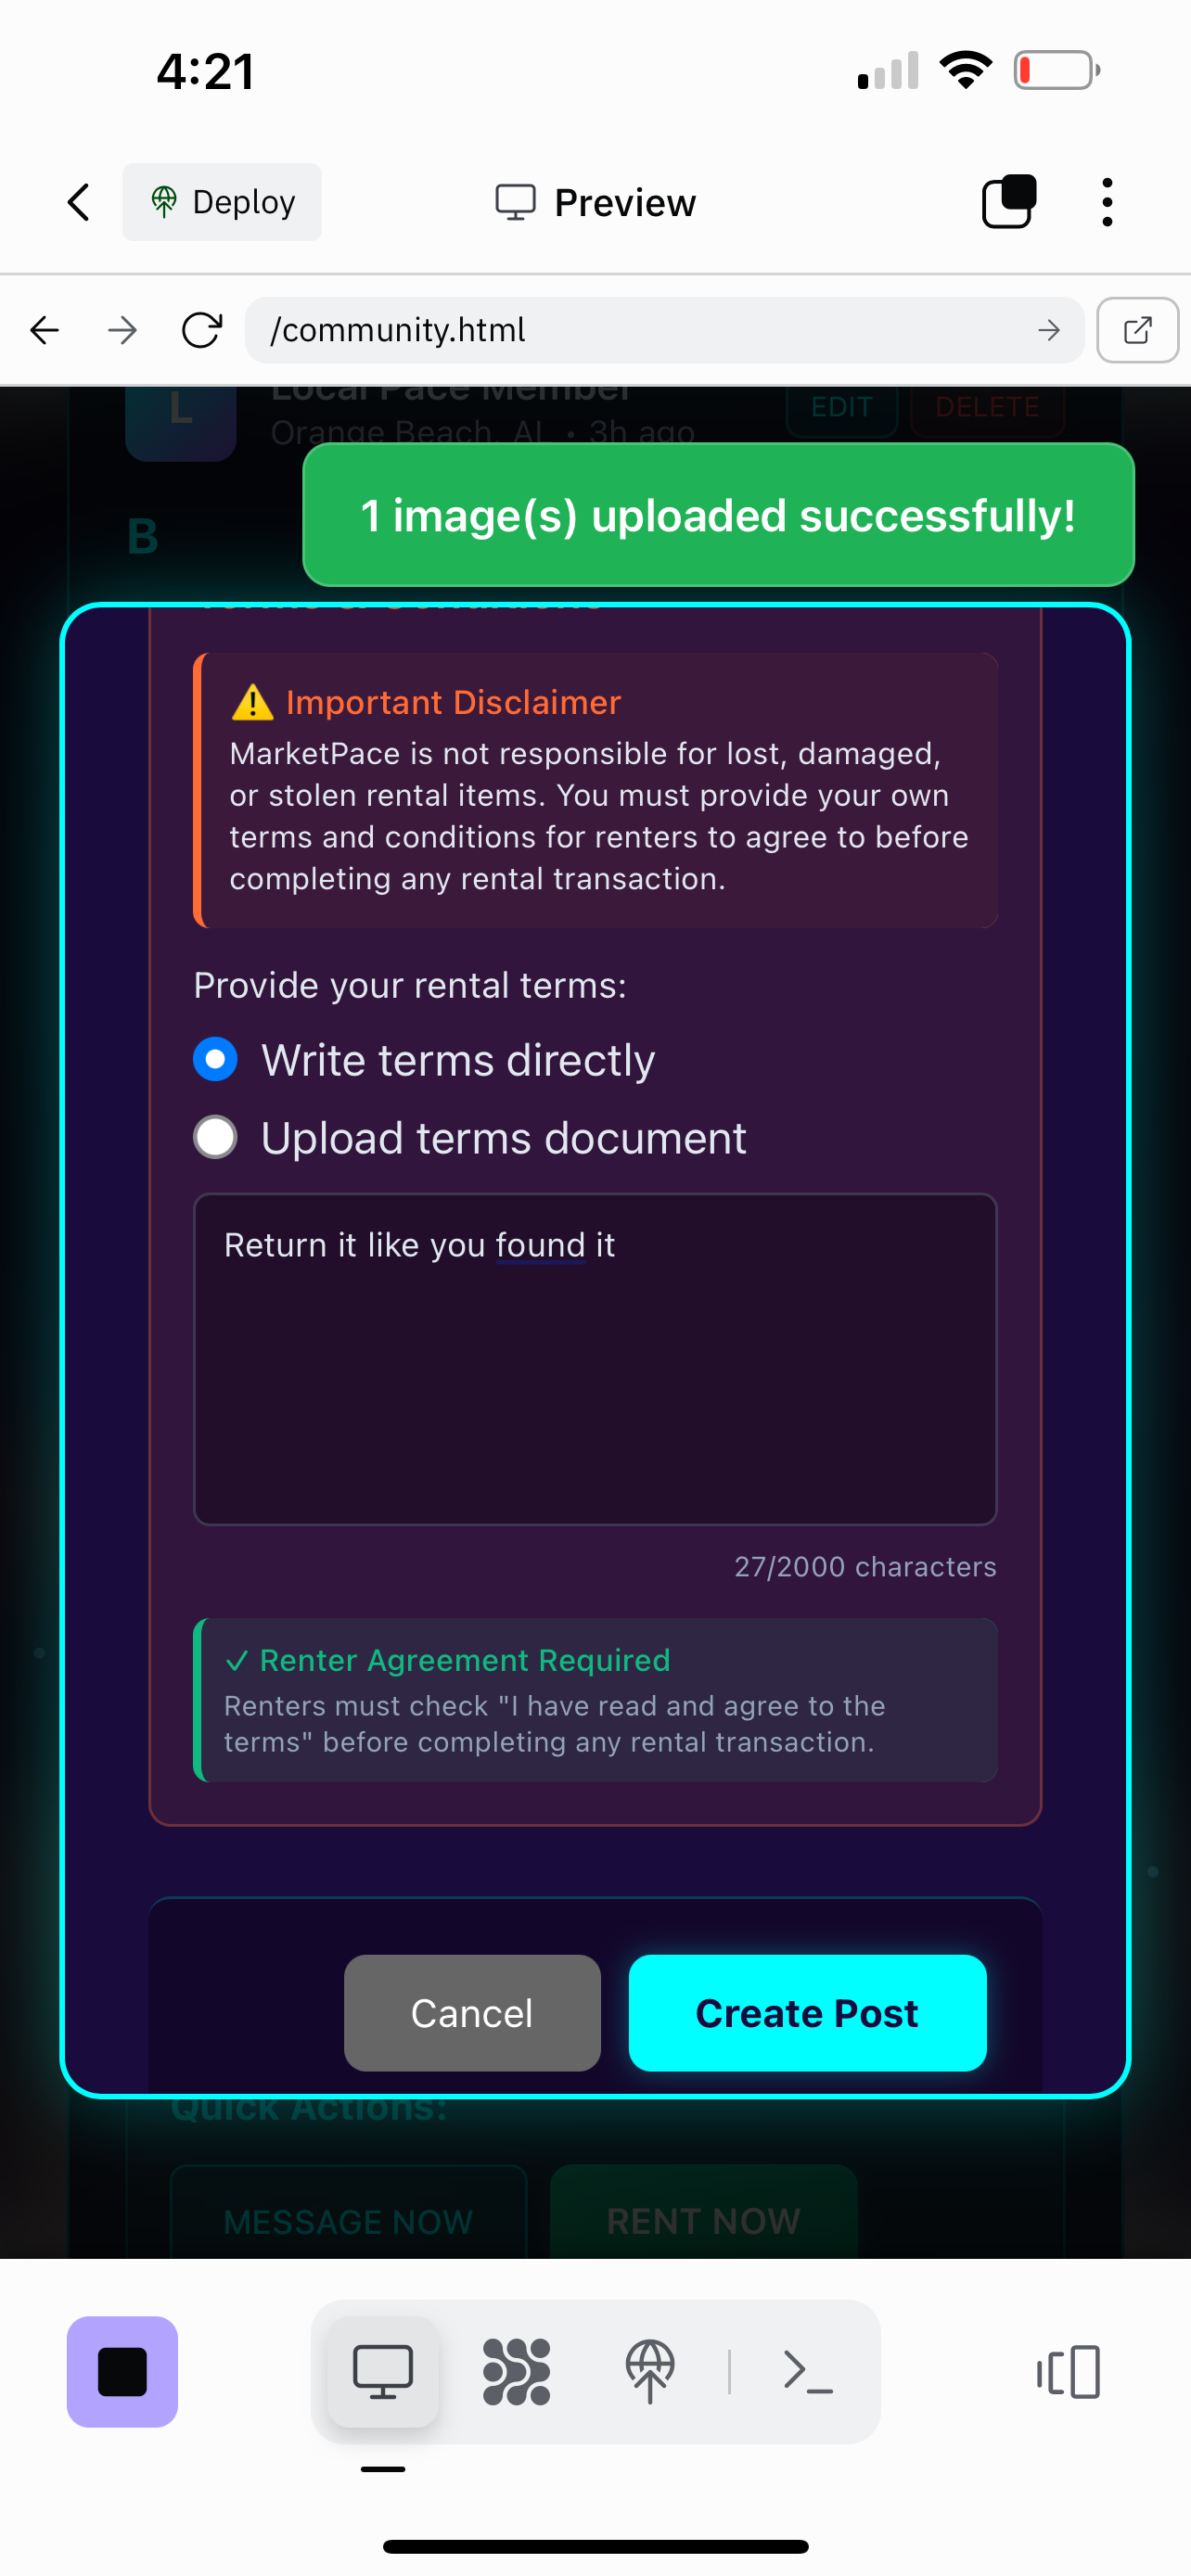 4:21
Deploy
Preview
/community.html
L
Local Pace Member
EDIT
DELETE
Orange Beach, AL • 3h ago
1 image(s) uploaded successfully!
B
Terms & Conditions
⚠️ Important Disclaimer
MarketPace is not responsible for lost, damaged,
or stolen rental items. You must provide your own
terms and conditions for renters to agree to before
completing any rental transaction.
Provide your rental terms:
Write terms directly
Upload terms document
Return it like you found it
27/2000 characters
✓ Renter Agreement Required
Renters must check "I have read and agree to the
terms" before completing any rental transaction.
Cancel
Create Post
Quick Actions:
MESSAGE NOW
RENT NOW